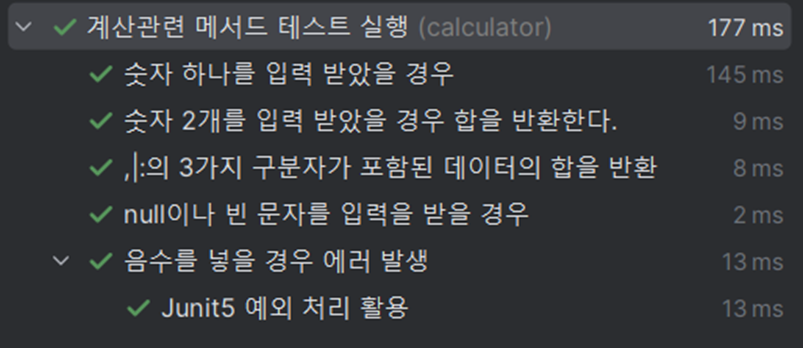 계산관련 메서드 테스트 실행 (calculator) 177 ms
숫자 하나를 입력 받았을 경우 145 ms
숫자 2개를 입력 받았을 경우 합을 반환한다. 9 ms
,|:의 3가지 구분자가 포함된 데이터의 합을 반환 8 ms
null이나 빈 문자를 입력을 받을 경우 2 ms
음수를 넣을 경우 에러 발생 13 ms
Junit5 예외 처리 활용 13 ms